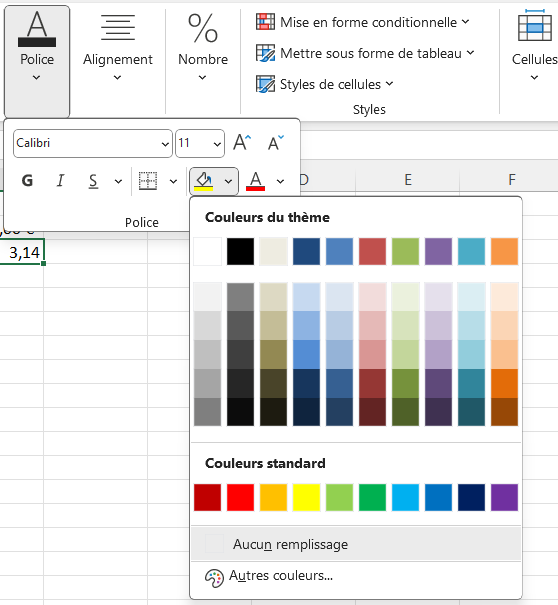 Police
Alignement
%
Nombre
Mise en forme conditionnelle
Mettre sous forme de tableau
Styles de cellules
Styles
Cellules
Calibri
11
A
A
G
I
S
A
Police
D
E
F
3,14
Couleurs du thème
Couleurs standard
Aucun remplissage
Autres couleurs...